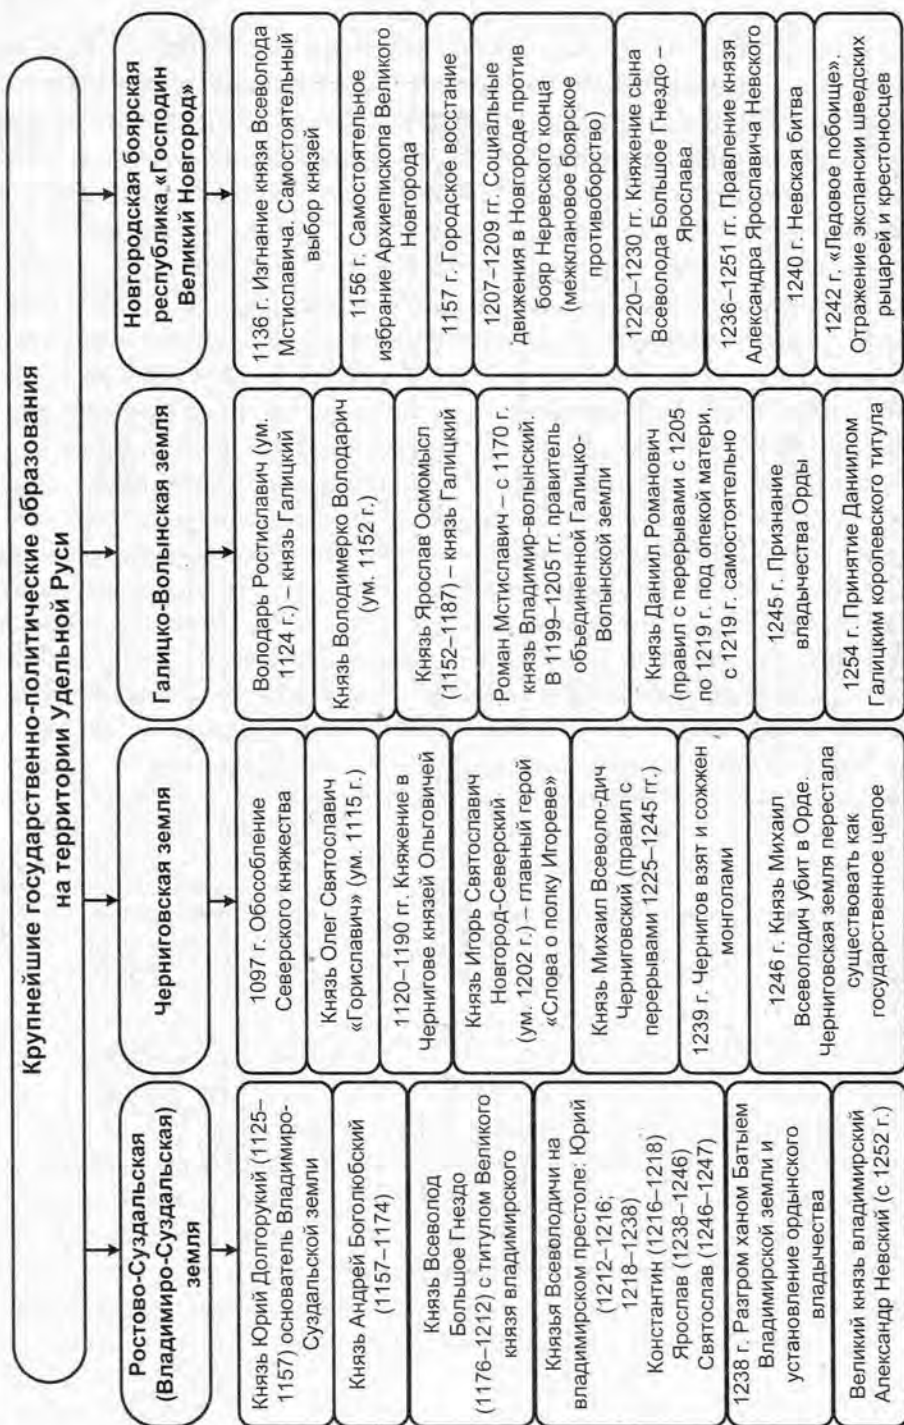 Крупнейшие государственно-политические образования
на территории Удельной Руси
Ростово-Суздальская
(Владимиро-Суздальская)
земля
Князь Юрий Долгорукий (1125–
1157) основатель Владимиро-
Суздальской земли
Князь Андрей Боголюбский
(1157–1174)
Князь Всеволод
Большое Гнездо
(1176–1212) с титулом Великого
князя владимирского
Князья Всеволодичи на
владимирском престоле: Юрий
(1212–1216;
1218–1238)
Константин (1216–1218)
Ярослав (1238–1246)
Святослав (1246–1247)
1238 г. Разгром ханом Батыем
Владимирской земли и
установление ордынского
владычества
Великий князь владимирский
Александр Невский (с 1252 г.)
Черниговская земля
1097 г. Обособление
Северского княжества
Князь Олег Святославич
«Гориславич» (ум. 1115 г.)
1120–1190 гг. Княжение в
Чернигове князей Ольговичей
Князь Игорь Святославич
Новгород-Северский
(ум. 1202 г.) – главный герой
«Слова о полку Игореве»
Князь Михаил Всеволо-дич
Черниговский (правил с
перерывами 1225–1245 гг.)
1239 г. Чернигов взят и сожжен
монголами
1246 г. Князь Михаил
Всеволодич убит в Орде.
Черниговская земля перестала
существовать как
государственное целое
Галицко-Волынская земля
Володарь Ростиславич (ум.
1124 г.) – князь Галицкий
Князь Володимерко Володарич
(ум. 1152 г.)
Князь Ярослав Осмомысл
(1152–1187) – князь Галицкий
Роман Мстиславич – с 1170 г.
князь Владимир-волынский.
В 1199–1205 гг. правитель
объединенной Галицко-
Волынской земли
Князь Даниил Романович
(правил с перерывами с 1205
по 1219 г. под опекой матери,
с 1219 г. самостоятельно
1245 г. Признание
владычества Орды
1254 г. Принятие Даниилом
Галицким королевского титула
Новгородская боярская
республика «Господин
Великий Новгород»
1136 г. Изгнание князя Всеволода
Мстиславича. Самостоятельный
выбор князей
1156 г. Самостоятельное
избрание Архиепископа Великого
Новгорода
1157 г. Городское восстание
1207–1209 гг. Социальные
движения в Новгороде против
бояр Неревского конца
(межклановое боярское
противоборство)
1220–1230 гг. Княжение сына
Всеволода Большое Гнездо –
Ярослава
1236–1251 гг. Правление князя
Александра Ярославича Невского
1240 г. Невская битва
1242 г. «Ледовое побоище».
Отражение экспансии шведских
рыцарей и крестоносцев